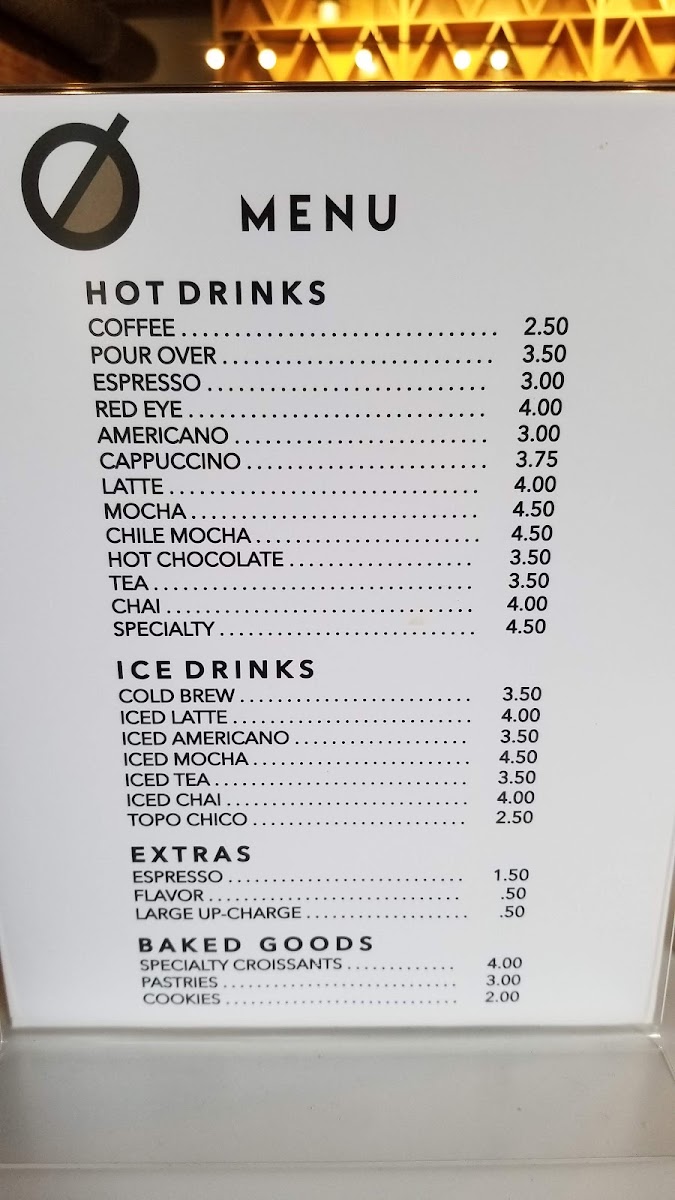 MENU
HOT DRINKS
COFFEE.............................. 2.50
POUR OVER........................... 3.50
ESPRESSO............................ 3.00
RED EYE.............................. 4.00
AMERICANO......................... 3.00
CAPPUCCINO........................ 3.75
LATTE............................... 4.00
MOCHA............................. 4.50
CHILE MOCHA....................... 4.50
HOT CHOCOLATE................... 3.50
TEA................................. 3.50
CHAI................................ 4.00
SPECIALTY.......................... 4.50
ICE DRINKS
COLD BREW........................ 3.50
ICED LATTE......................... 4.00
ICED AMERICANO.................. 3.50
ICED MOCHA....................... 4.50
ICED TEA........................... 3.50
ICED CHAI.......................... 4.00
TOPO CHICO....................... 2.50
EXTRAS
ESPRESSO........................... 1.50
FLAVOR.............................. .50
LARGE UP-CHARGE................... .50
BAKED GOODS
SPECIALTY CROISSANTS............. 4.00
PASTRIES............................ 3.00
COOKIES............................ 2.00